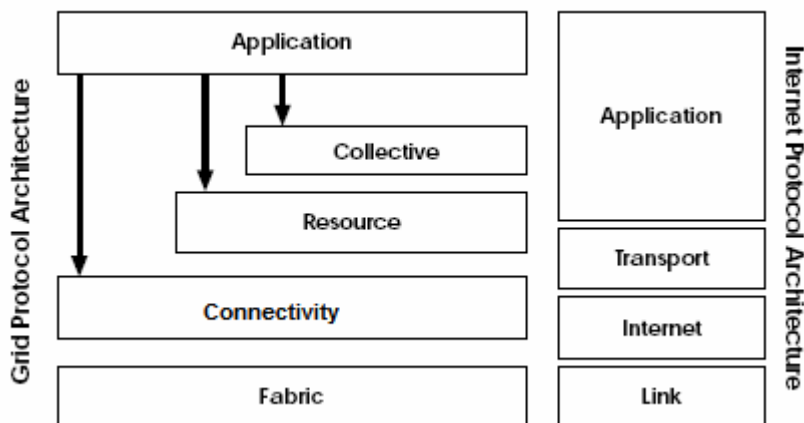 Grid Protocol Architecture
Application
Collective
Resource
Connectivity
Fabric
Application
Transport
Internet
Link
Internet Protocol Architecture